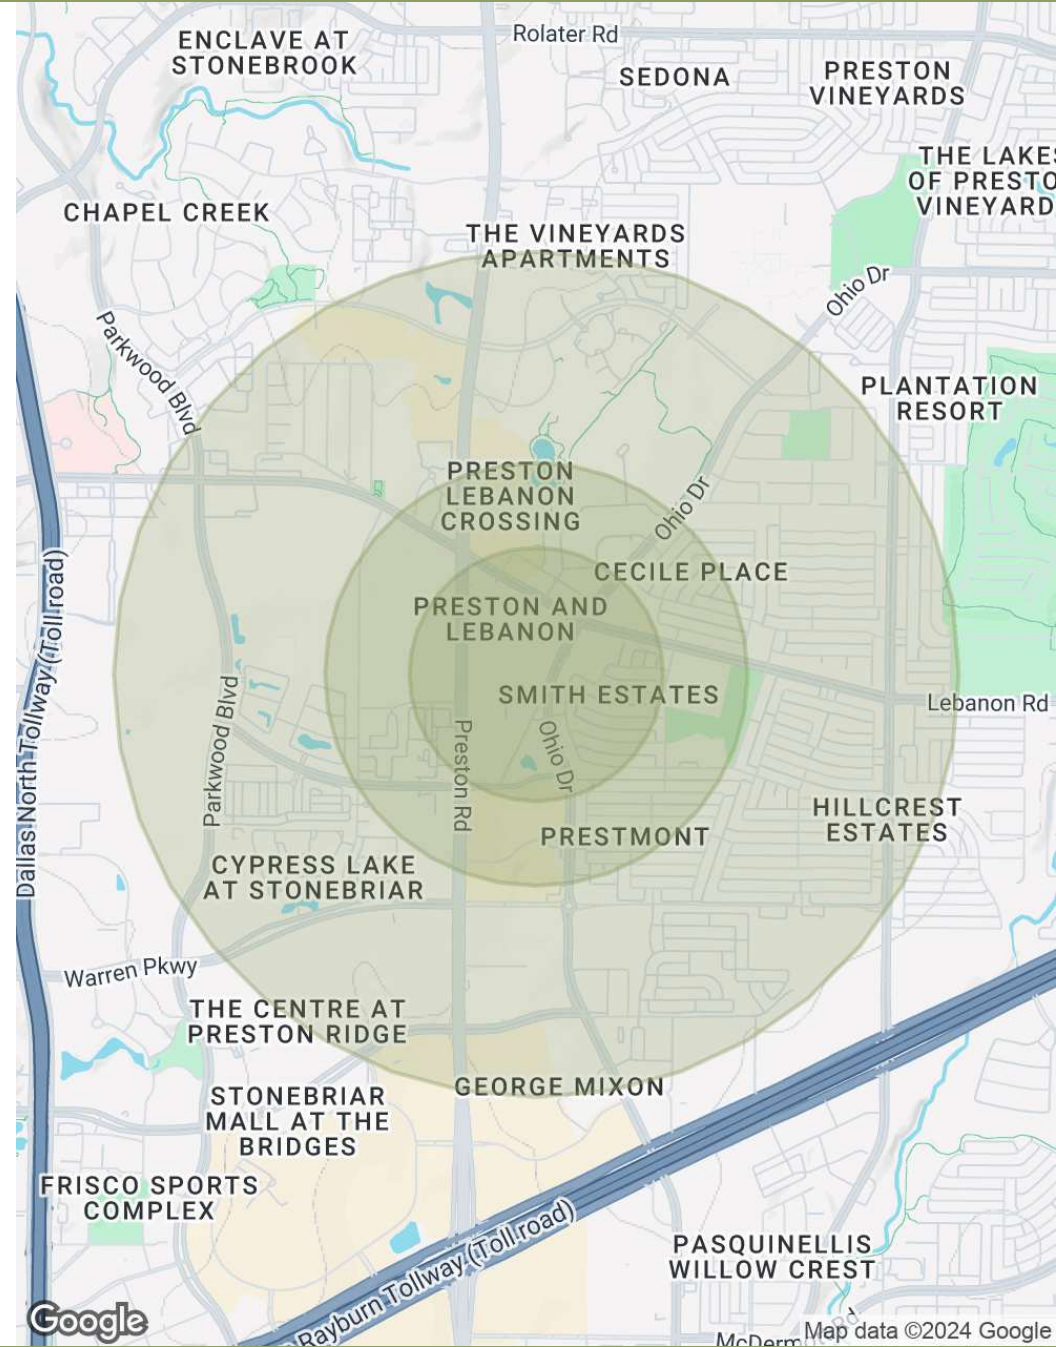 Rolater Rd
ENCLAVE AT
STONEBROOK
SEDONA
PRESTON
VINEYARDS
THE LAKES
OF PRESTO
VINEYARD
CHAPEL CREEK
THE VINEYARDS
APARTMENTS
Ohio Dr
Parkwood Blvd
PLANTATION
RESORT
PRESTON
LEBANON
CROSSING
Ohio Dr
CECILE PLACE
PRESTON AND
LEBANON
Dallas North Tollway (Toll road)
SMITH ESTATES
Lebanon Rd
Parkwood Blvd
Preston Rd
Ohio Dr
HILLCREST
ESTATES
PRESTMONT
CYPRESS LAKE
AT STONEBRIAR
Warren Pkwy
THE CENTRE AT
PRESTON RIDGE
GEORGE MIXON
STONEBRIAR
MALL AT THE
BRIDGES
FRISCO SPORTS
COMPLEX
Rayburn Tollway (Toll road)
PASQUINELLIS
WILLOW CREST
Google
Map data ©2024 Google